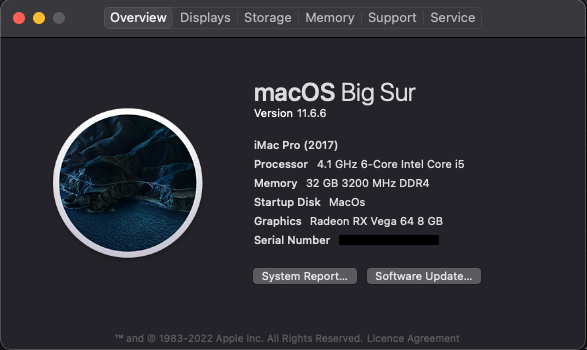 Overview Displays Storage Memory Support Service
macOS Big Sur
Version 11.6.6
iMac Pro (2017)
Processor 4.1 GHz 6-Core Intel Core i5
Memory 32 GB 3200 MHz DDR4
Startup Disk MacOs
Graphics Radeon RX Vega 64 8 GB
Serial Number
System Report... Software Update...
™ and © 1983-2022 Apple Inc. All Rights Reserved. Licence Agreement